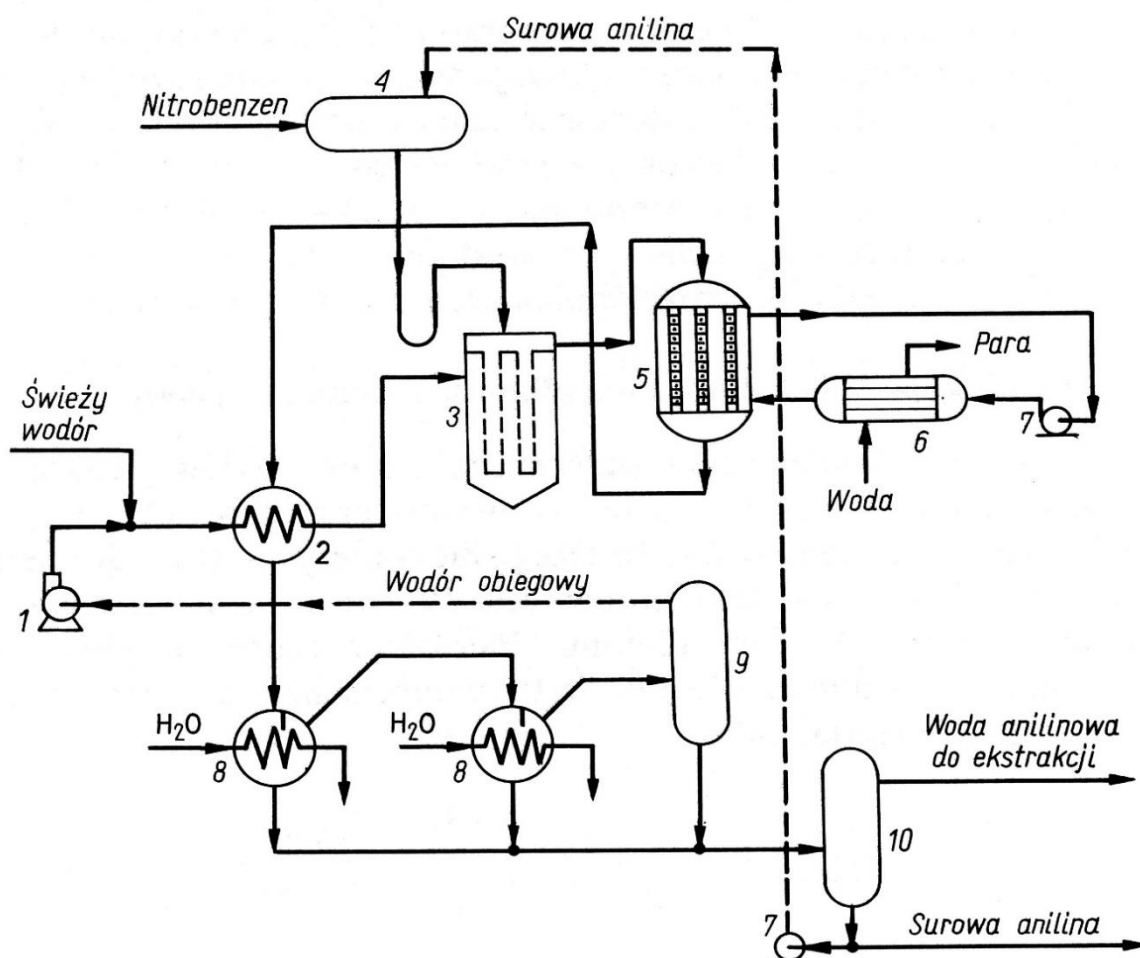 Surowa anilina
4
Nitrobenzen
5
Para
3
6
7
Świeży
wodór
Woda
2
Wodór obiegowy
1
9
H₂O
H₂O
8
8
Woda anilinowa
do ekstrakcji
10
7
Surowa anilina